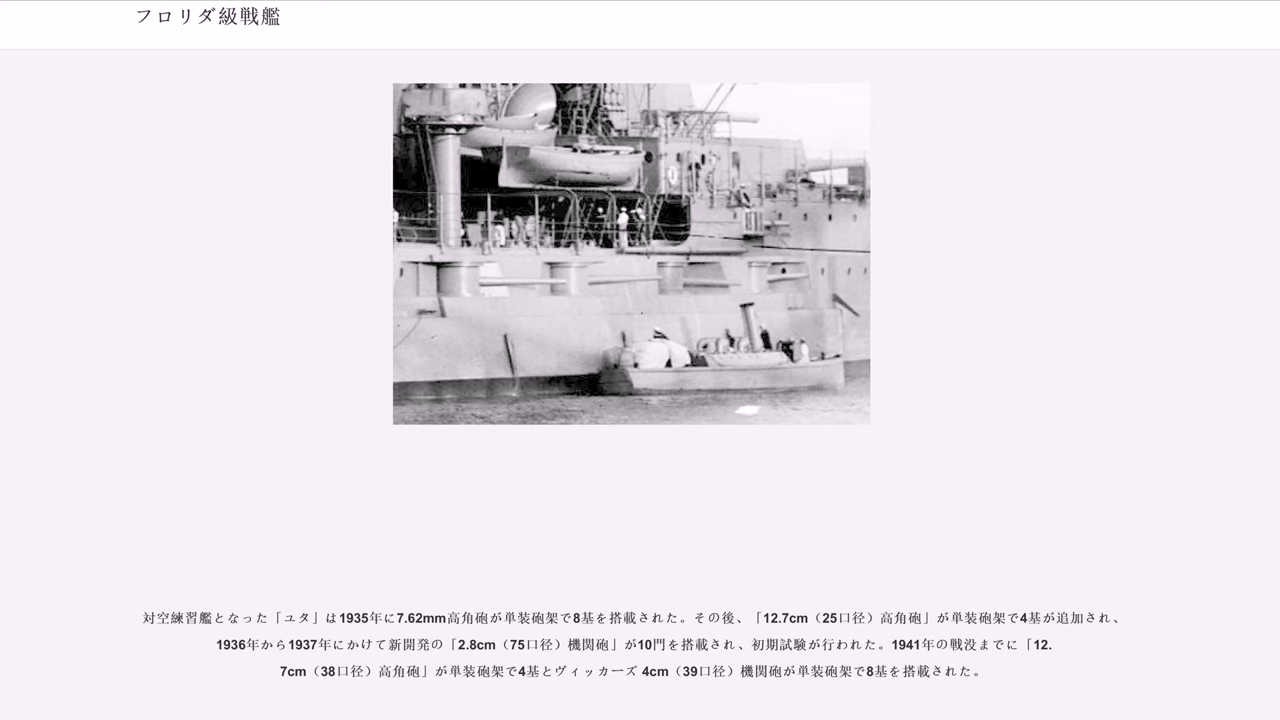 フロリダ級戦艦
対空練習艦となった「ユタ」は1935年に7.62mm高角砲が単装砲架で8基を搭載された。その後、「12.7cm（25口径）高角砲」が単装砲架で4基が追加され、
1936年から1937年にかけて新開発の「2.8cm（75口径）機関砲」が10門を搭載され、初期試験が行われた。1941年の戦没までに「12.
7cm（38口径）高角砲」が単装砲架で4基とヴィッカーズ 4cm（39口径）機関砲が単装砲架で8基を搭載された。